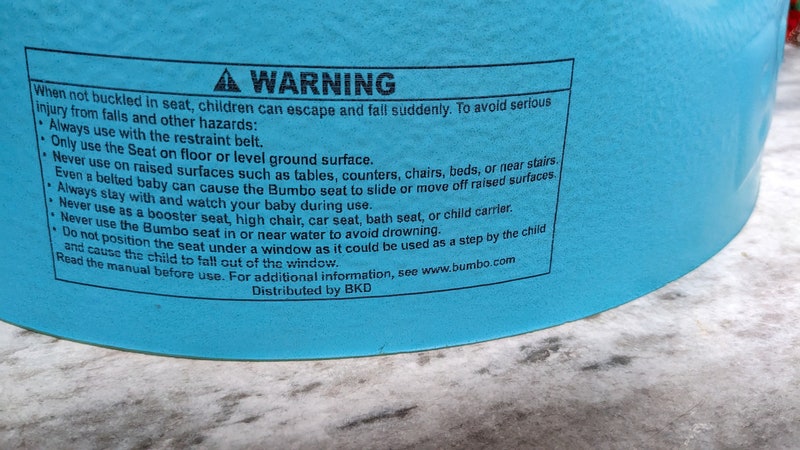 ⚠ WARNING
When not buckled in seat, children can escape and fall suddenly. To avoid serious
injury from falls and other hazards:
• Always use with the restraint belt.
• Only use the Seat on floor or level ground surface.
• Never use on raised surfaces such as tables, counters, chairs, beds, or near stairs.
Even a belted baby can cause the Bumbo seat to slide or move off raised surfaces.
• Always stay with and watch your baby during use.
• Never use as a booster seat, high chair, car seat, bath seat, or child carrier.
• Never use the Bumbo seat in or near water to avoid drowning.
• Do not position the seat under a window as it could be used as a step by the child
and cause the child to fall out of the window.
Read the manual before use. For additional information, see www.bumbo.com
Distributed by BKD